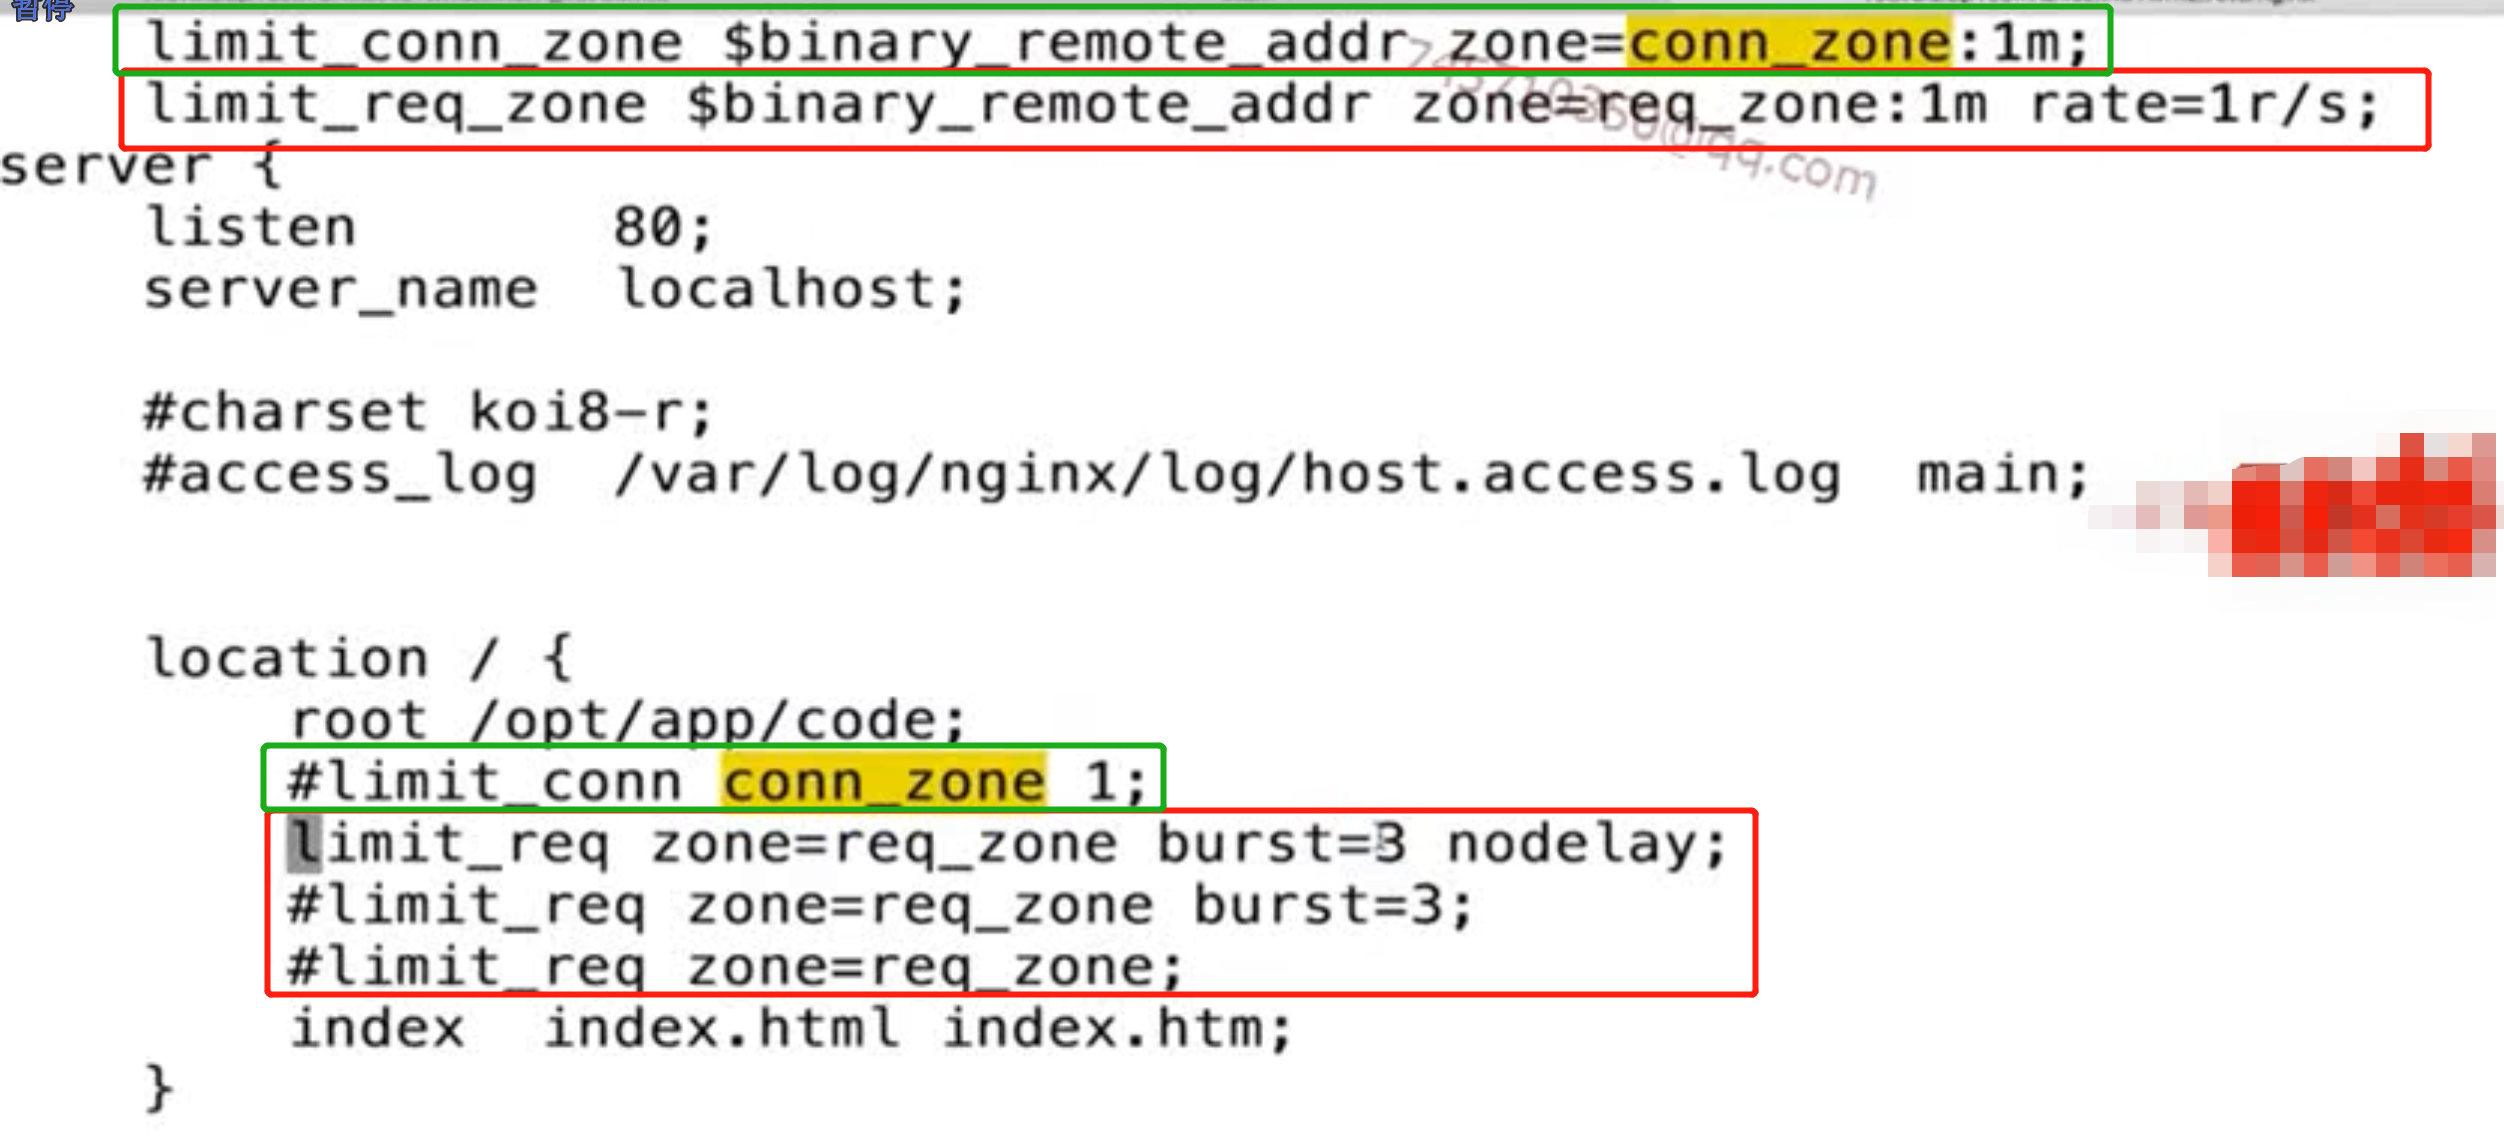 暂停
limit_conn_zone $binary_remote_addr zone=conn_zone:1m;
limit_req_zone $binary_remote_addr zone=req_zone:1m rate=1r/s;
server {
listen 80;
server_name localhost;
#charset koi8-r;
#access_log /var/log/nginx/log/host.access.log main;
location / {
root /opt/app/code;
#limit_conn conn_zone 1;
limit_req zone=req_zone burst=3 nodelay;
#limit_req zone=req_zone burst=3;
#limit_req zone=req_zone;
index index.html index.htm;
}